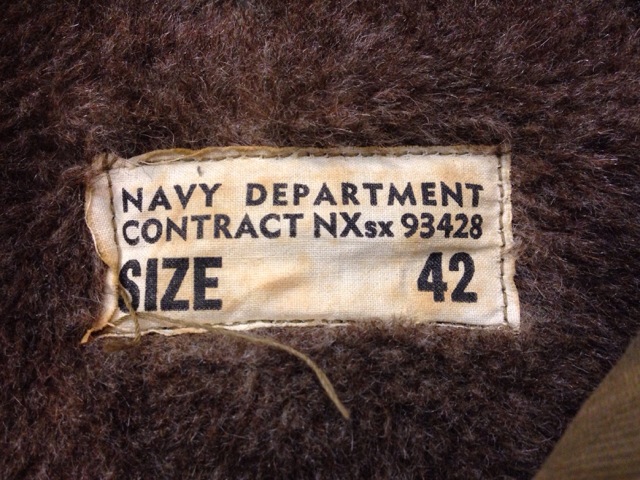 NAVY DEPARTMENT
CONTRACT NXsx 93428
SIZE 42